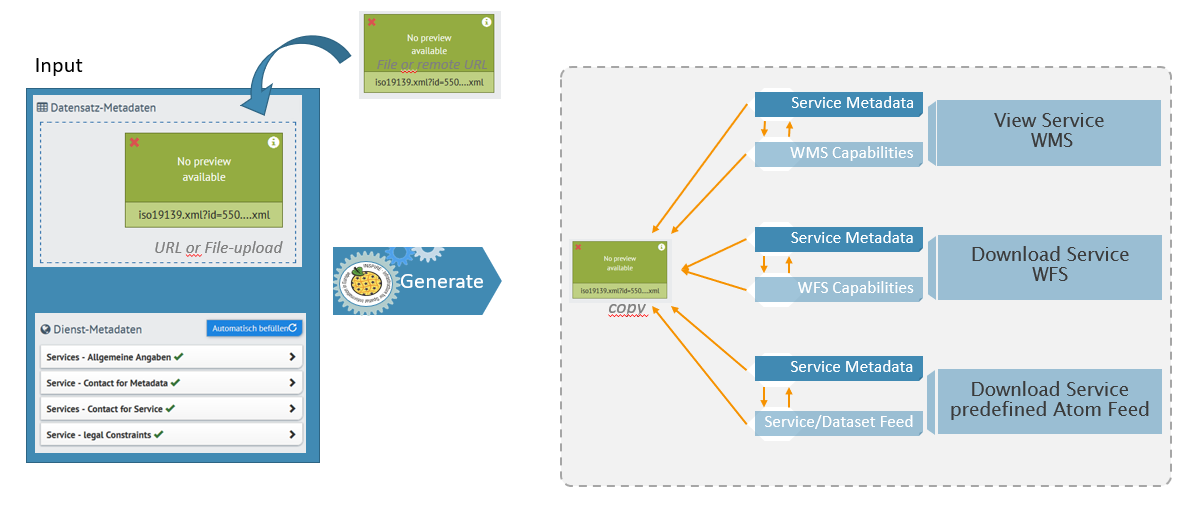 No preview
available
File or remote URL
iso19139.xml?id=550....xml
Input
Datensatz-Metadaten
No preview
available
iso19139.xml?id=550....xml
URL or File-upload
Dienst-Metadaten
Automatisch befüllen
Services - Allgemeine Angaben
Service - Contact for Metadata
Services - Contact for Service
Service - legal Constraints
Generate
No preview
available
iso19139.xml?id=550....xml
copy
Service Metadata
WMS Capabilities
View Service
WMS
Service Metadata
WFS Capabilities
Download Service
WFS
Service Metadata
Service/Dataset Feed
Download Service
predefined Atom Feed